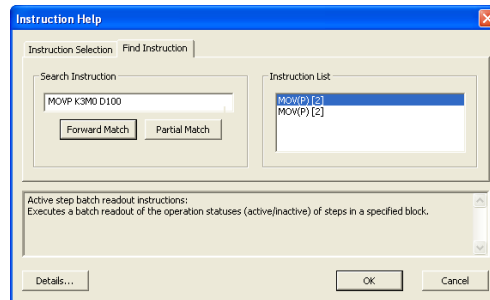 Instruction Help
Instruction Selection
Find Instruction
Search Instruction
MOVP K3M0 D100
Forward Match
Partial Match
Instruction List
MOV(P) [2]
MOV(P) [2]
Active step batch readout instructions:
Executes a batch readout of the operation statuses (active/inactive) of steps in a specified block.
Details...
OK
Cancel